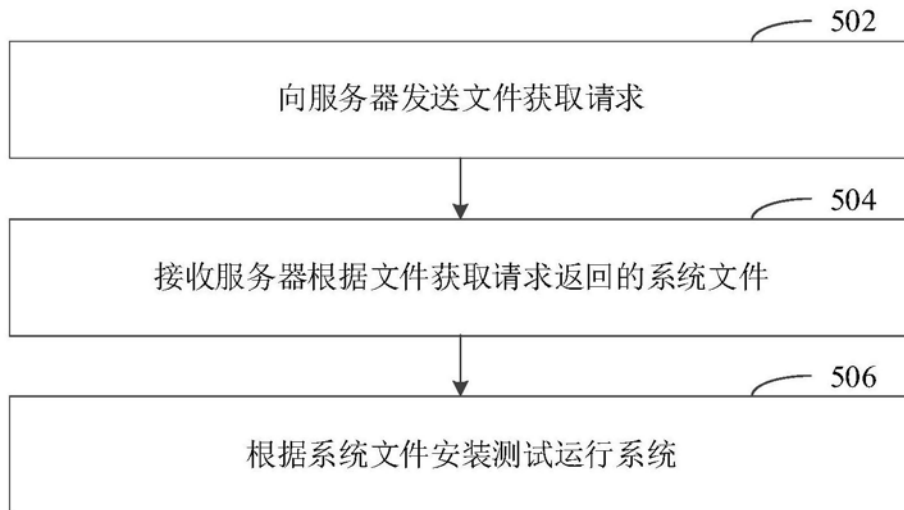 502
向服务器发送文件获取请求
504
接收服务器根据文件获取请求返回的系统文件
506
根据系统文件安装测试运行系统